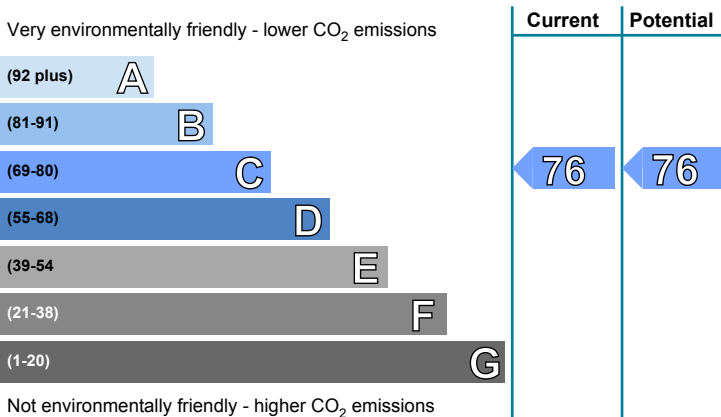 Very environmentally friendly - lower CO2 emissions
Current
Potential
(92 plus) A
(81-91) B
(69-80) C
76
76
(55-68) D
(39-54 E
(21-38) F
(1-20) G
Not environmentally friendly - higher CO2 emissions